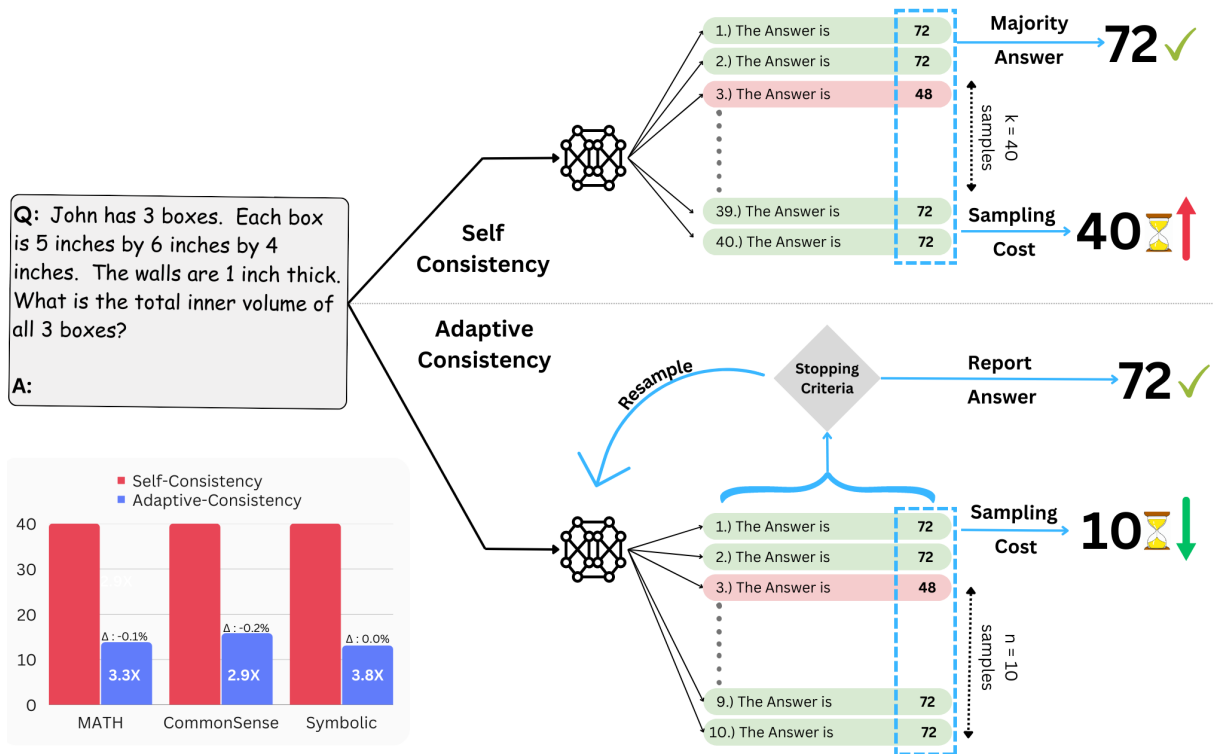 Q: John has 3 boxes. Each box
is 5 inches by 6 inches by 4
inches. The walls are 1 inch thick.
What is the total inner volume of
all 3 boxes?
A:
Self
Consistency
1.) The Answer is 72
2.) The Answer is 72
3.) The Answer is 48
39.) The Answer is 72
40.) The Answer is 72
Majority
Answer
72
k = 40
samples
Sampling
Cost
40
Adaptive
Consistency
Resample
Stopping
Criteria
Report
Answer
72
1.) The Answer is 72
2.) The Answer is 72
3.) The Answer is 48
9.) The Answer is 72
10.) The Answer is 72
Sampling
Cost
10
n = 10
samples
Self-Consistency
Adaptive-Consistency
40
30
20
10
0
Δ : -0.1%
Δ : -0.2%
Δ : 0.0%
3.3X
2.9X
3.8X
MATH
CommonSense
Symbolic